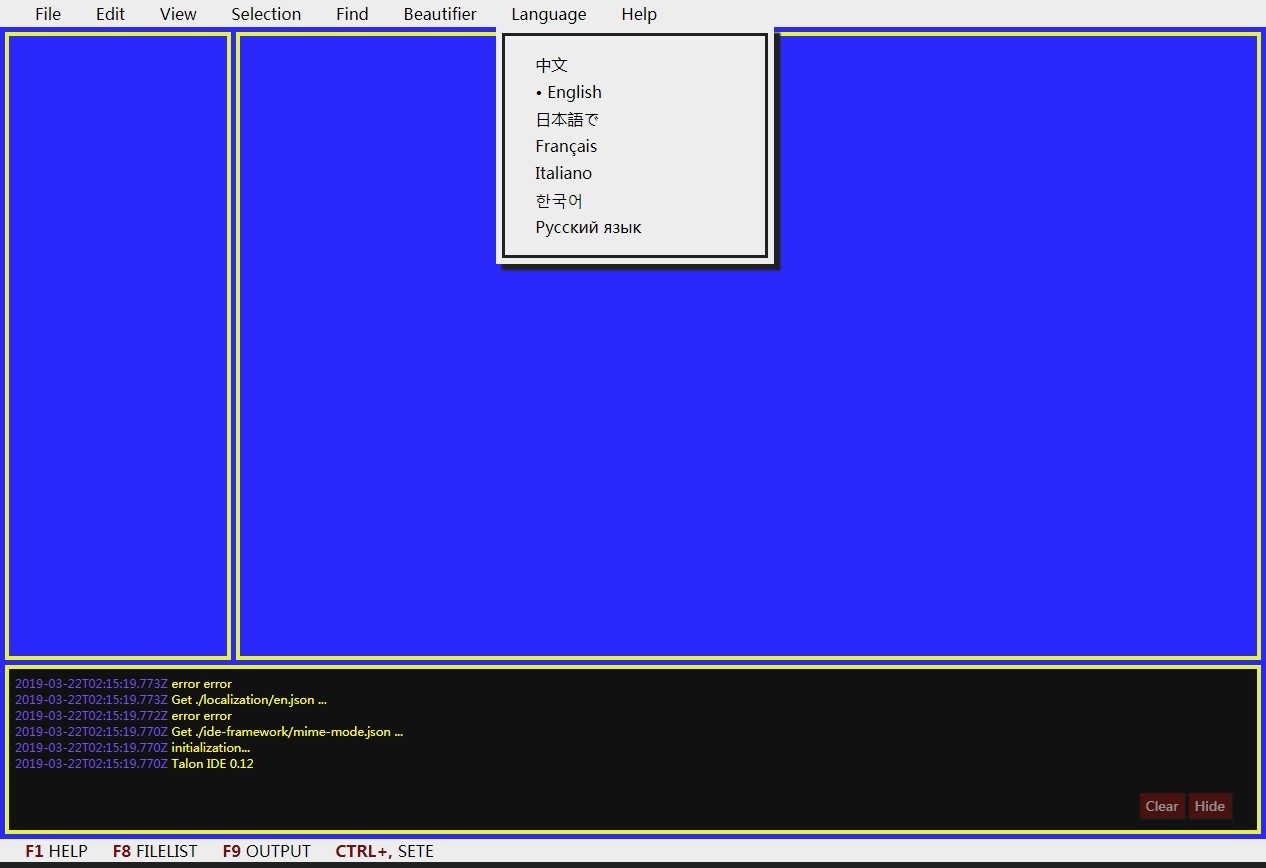 File Edit View Selection Find Beautifier Language Help
中文
• English
日本語で
Français
Italiano
한국어
Русский язык
2019-03-22T02:15:19.773Z error error
2019-03-22T02:15:19.773Z Get ./localization/en.json ...
2019-03-22T02:15:19.772Z error error
2019-03-22T02:15:19.770Z Get ./ide-framework/mime-mode.json ...
2019-03-22T02:15:19.770Z initialization...
2019-03-22T02:15:19.770Z Talon IDE 0.12
Clear Hide
F1 HELP F8 FILELIST F9 OUTPUT CTRL+, SETE